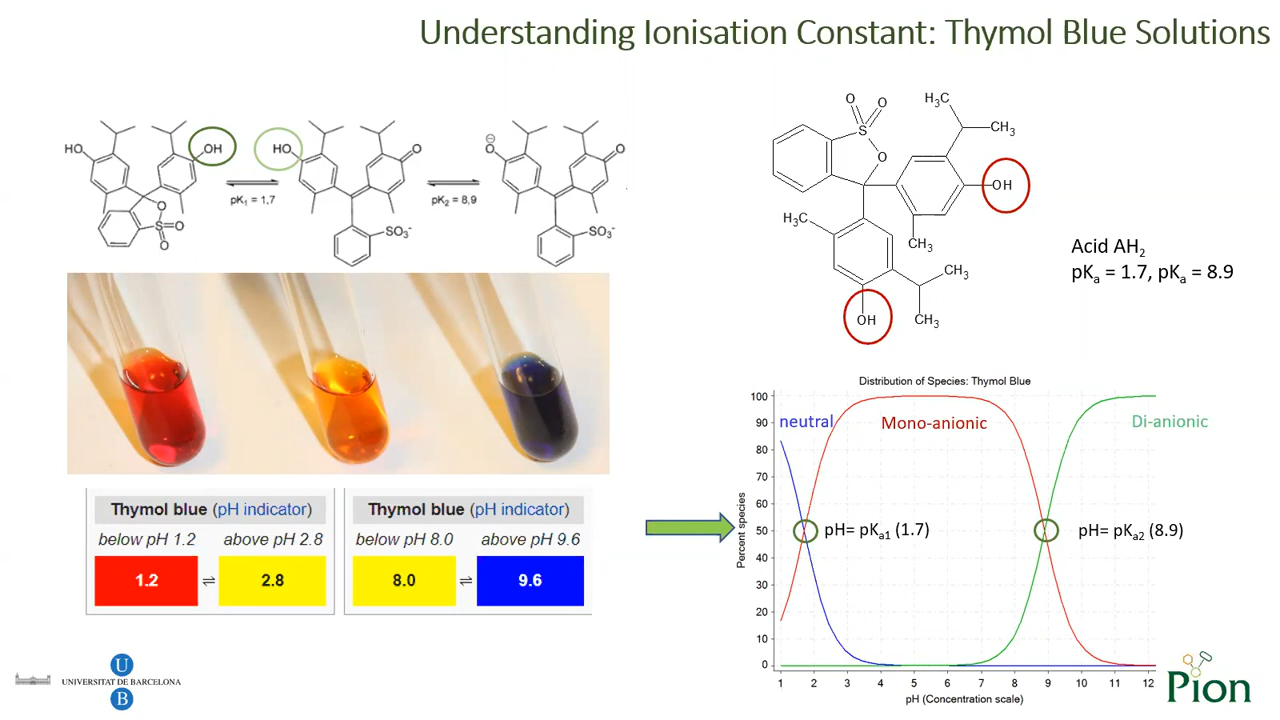 Understanding Ionisation Constant: Thymol Blue Solutions
HO
OH
O
S
O
O
pK₁ = 1,7
HO
O
SO₃⁻
pK₂ = 8,9
⊖
O
O
SO₃⁻
O
O
S
O
H₃C
CH₃
OH
CH₃
H₃C
CH₃
CH₃
OH
Acid AH₂
pKₐ = 1.7, pKₐ = 8.9
Thymol blue (pH indicator)
below pH 1.2 above pH 2.8
1.2 ⇌ 2.8
Thymol blue (pH indicator)
below pH 8.0 above pH 9.6
8.0 ⇌ 9.6
Distribution of Species: Thymol Blue
neutral
Mono-anionic
Di-anionic
pH= pKₐ₁ (1.7)
pH= pKₐ₂ (8.9)
Percent species
100
90
80
70
60
50
40
30
20
10
0
1 2 3 4 5 6 7 8 9 10 11 12
pH (Concentration scale)
U
UNIVERSITAT DE BARCELONA
B
Pion